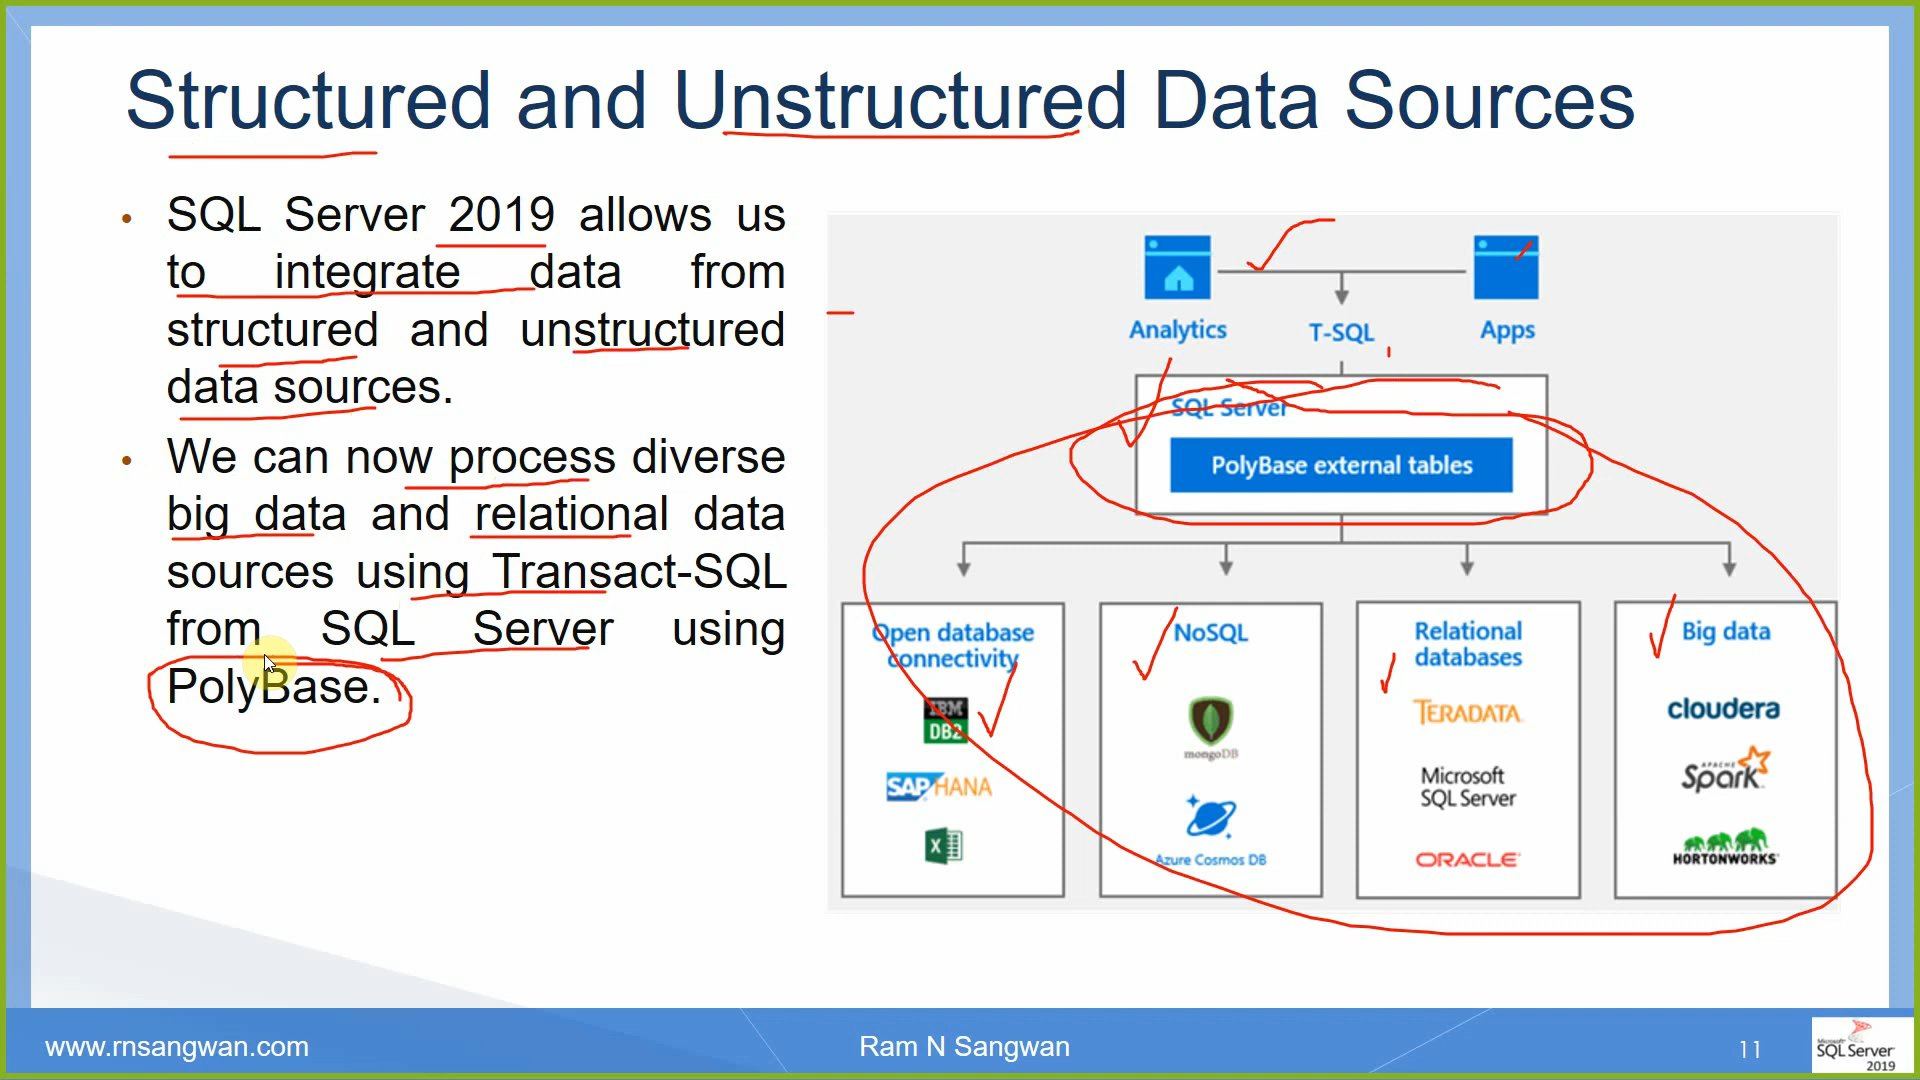 Structured and Unstructured Data Sources
• SQL Server 2019 allows us
to integrate data from
structured and unstructured
data sources.
• We can now process diverse
big data and relational data
sources using Transact-SQL
from SQL Server using
PolyBase.
Analytics
T-SQL
Apps
SQL Server
PolyBase external tables
Open database
connectivity
IBM
DB2
SAP HANA
X
NoSQL
mongoDB
Azure Cosmos DB
Relational
databases
TERADATA
Microsoft
SQL Server
ORACLE
Big data
cloudera
APACHE
Spark
HORTONWORKS
www.rnsangwan.com
Ram N Sangwan
11
Microsoft
SQL Server
2019